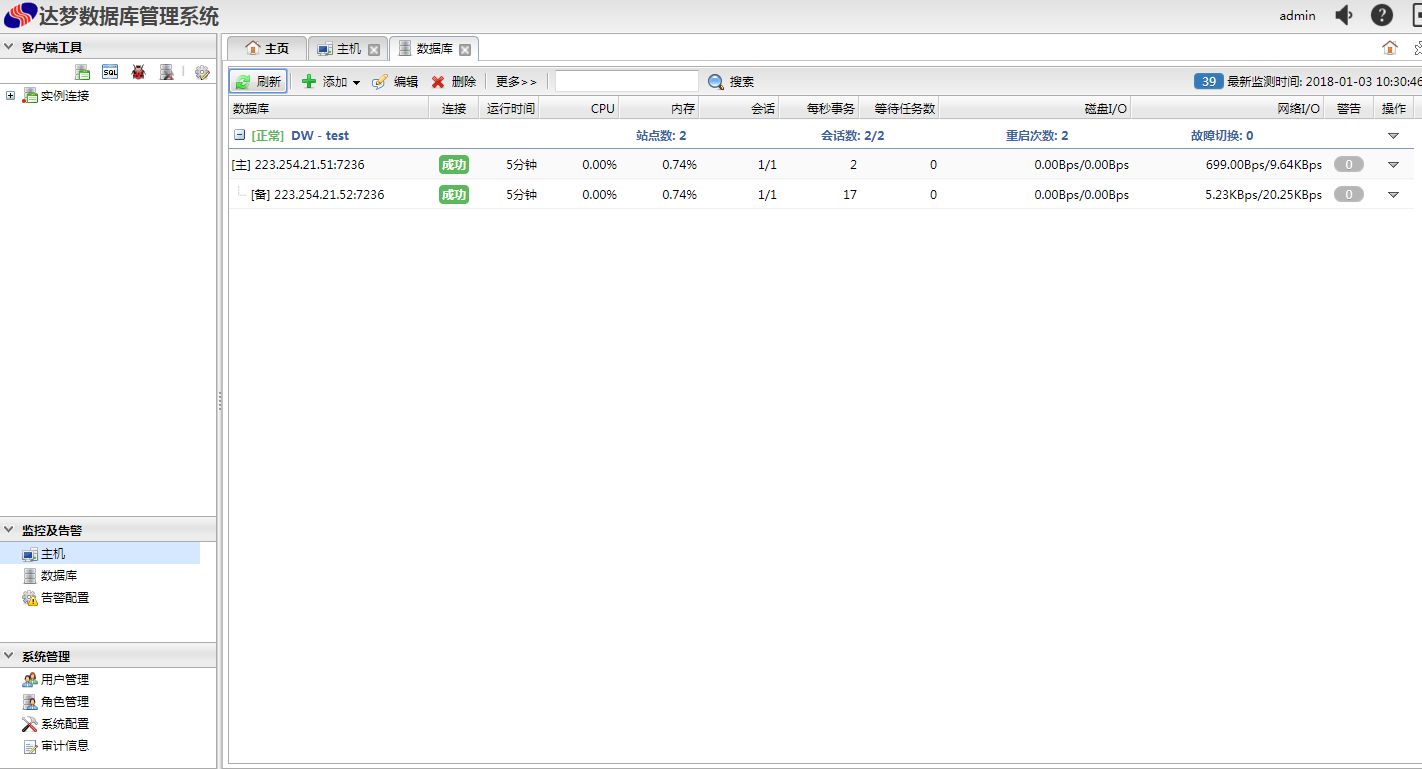 达梦数据库管理系统
admin
客户端工具
SQL
实例连接
监控及告警
主机
数据库
告警配置
系统管理
用户管理
角色管理
系统配置
审计信息
主页 主机 数据库
刷新 添加 编辑 删除 更多>> 搜索 39 最新监测时间: 2018-01-03 10:30:46
数据库 连接 运行时间 CPU 内存 会话 每秒事务 等待任务数 磁盘I/O 网络I/O 警告 操作
[正常] DW - test 站点数: 2 会话数: 2/2 重启次数: 2 故障切换: 0
[主] 223.254.21.51:7236 成功 5分钟 0.00% 0.74% 1/1 2 0 0.00Bps/0.00Bps 699.00Bps/9.64KBps 0
[备] 223.254.21.52:7236 成功 5分钟 0.00% 0.74% 1/1 17 0 0.00Bps/0.00Bps 5.23KBps/20.25KBps 0